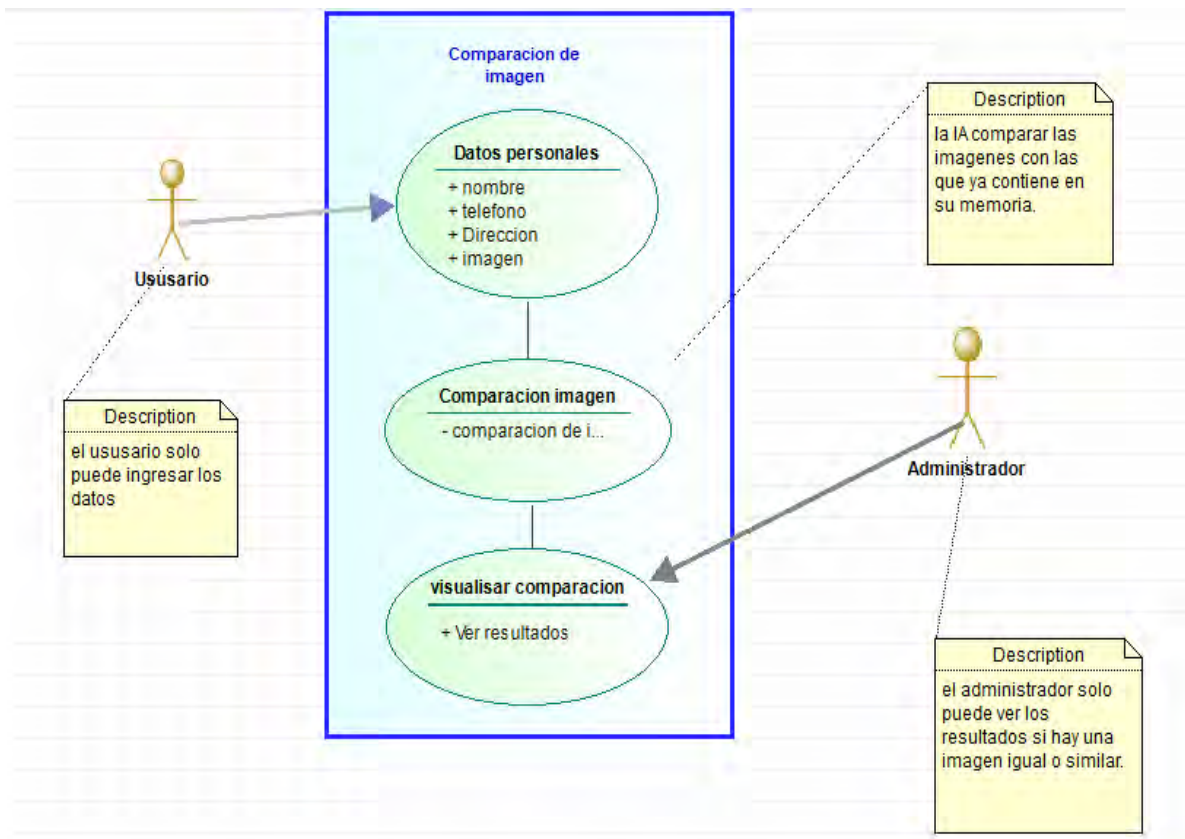 Comparacion de
imagen
Datos personales
+ nombre
+ telefono
+ Direccion
+ imagen
Ususario
Description
el ususario solo
puede ingresar los
datos
Comparacion imagen
- comparacion de i...
visualisar comparacion
+ Ver resultados
Description
la IA comparar las
imagenes con las
que ya contiene en
su memoria.
Administrador
Description
el administrador solo
puede ver los
resultados si hay una
imagen igual o similar.